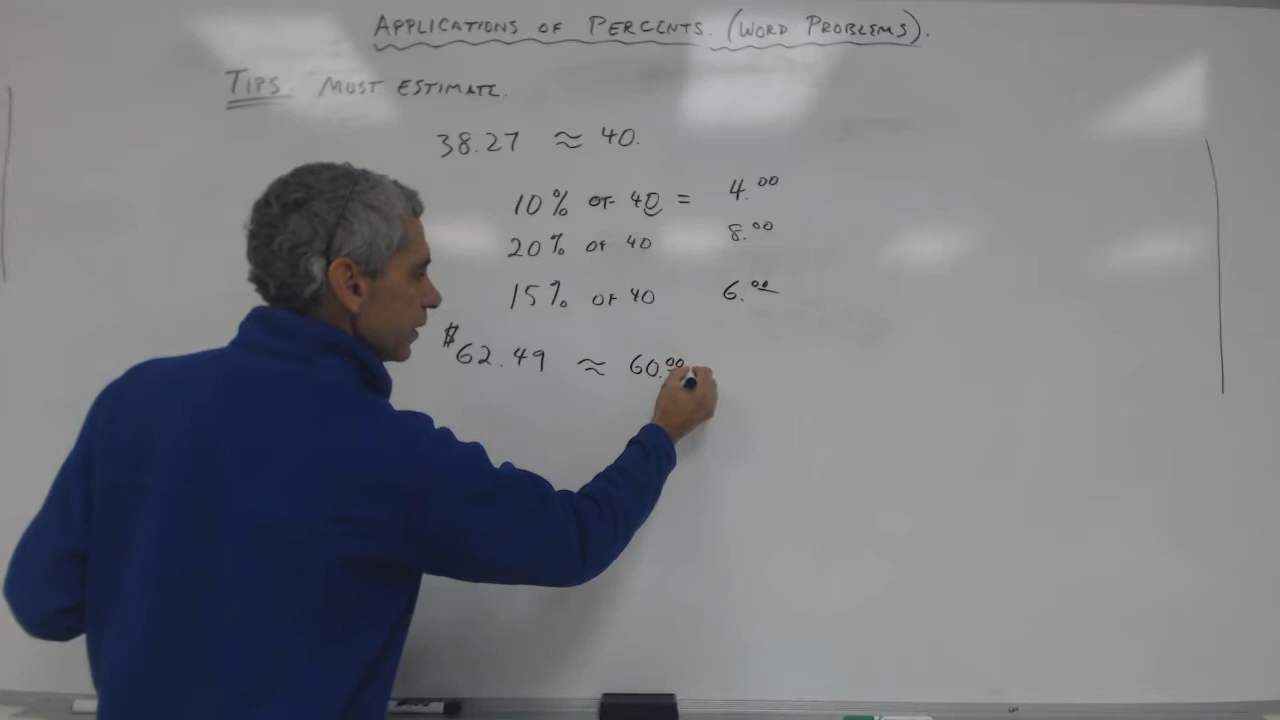 APPLICATIONS OF PERCENTS. (WORD PROBLEMS).
TIPS. MUST ESTIMATE.
38.27 ≈ 40.
10% OF 40 = 4.00
20% OF 40 8.00
15% OF 40 6.00
$62.49 ≈ 60.00